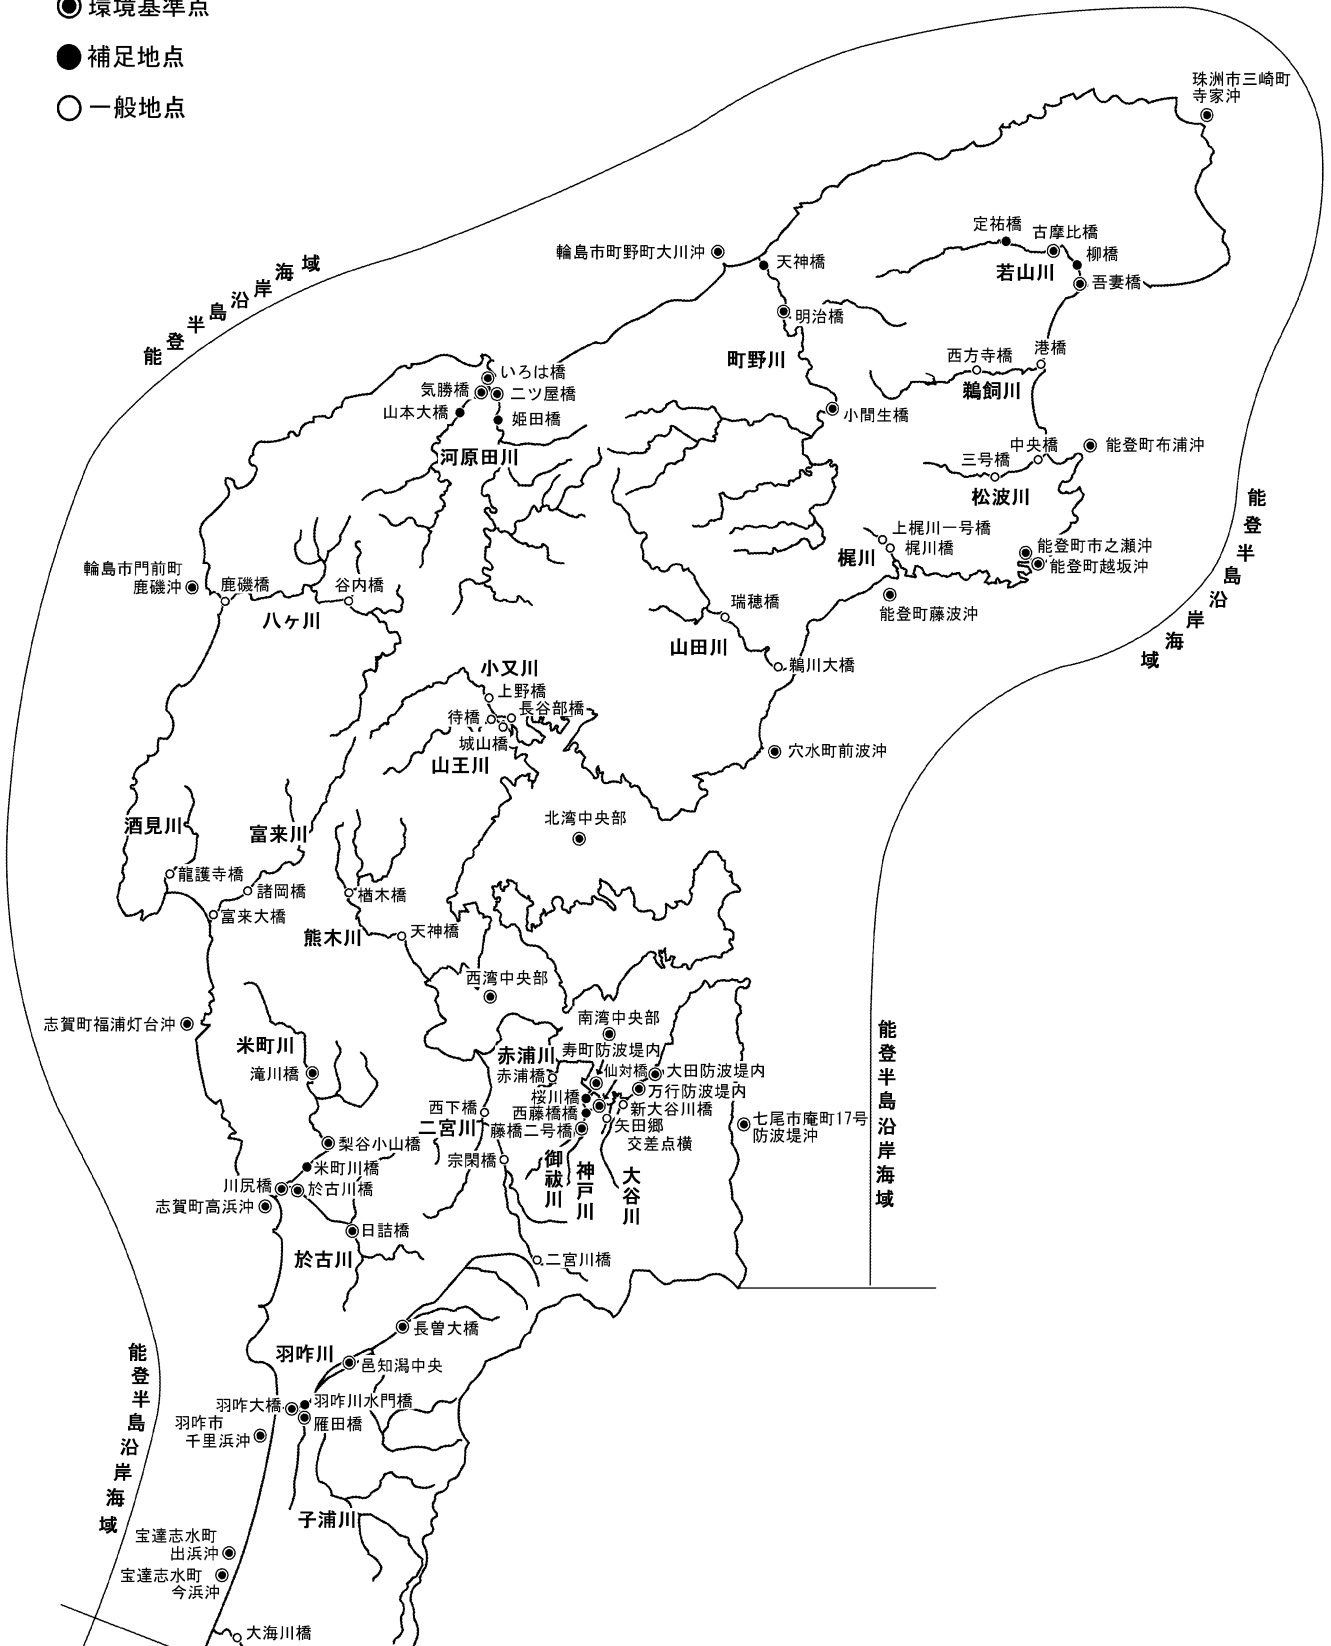 環境基準点
補足地点
一般地点
珠洲市三崎町
寺家沖
定祐橋
古摩比橋
柳橋
若山川
吾妻橋
輪島市町野町大川沖
天神橋
明治橋
町野川
能登半島沿岸海域
いろは橋
気勝橋
二ツ屋橋
山本大橋
姫田橋
河原田川
西方寺橋
港橋
鵜飼川
小間生橋
中央橋
能登町布浦沖
三号橋
松波川
能登半島沿岸海域
上梶川一号橋
梶川橋
梶川
能登町市之瀬沖
能登町越坂沖
能登町藤波沖
輪島市門前町
鹿磯沖
鹿磯橋
谷内橋
八ヶ川
瑞穂橋
山田川
鵜川大橋
小又川
上野橋
待橋
長谷部橋
城山橋
山王川
穴水町前波沖
北湾中央部
酒見川
富来川
龍護寺橋
諸岡橋
富来大橋
楢木橋
熊木川
天神橋
西湾中央部
志賀町福浦灯台沖
米町川
滝川橋
南湾中央部
赤浦川
寿町防波堤内
赤浦橋
仙対橋
大田防波堤内
万行防波堤内
桜川橋
新大谷川橋
西藤橋橋
矢田郷
交差点横
西下橋
二宮川
藤橋二号橋
宗閑橋
御祓川
神戸川
大谷川
七尾市庵町17号
防波堤沖
能登半島沿岸海域
梨谷小山橋
米町川橋
川尻橋
於古川橋
志賀町高浜沖
日詰橋
於古川
二宮川橋
長曽大橋
羽咋川
邑知潟中央
能登半島沿岸海域
羽咋大橋
羽咋川水門橋
雁田橋
羽咋市
千里浜沖
子浦川
宝達志水町
出浜沖
宝達志水町
今浜沖
大海川橋